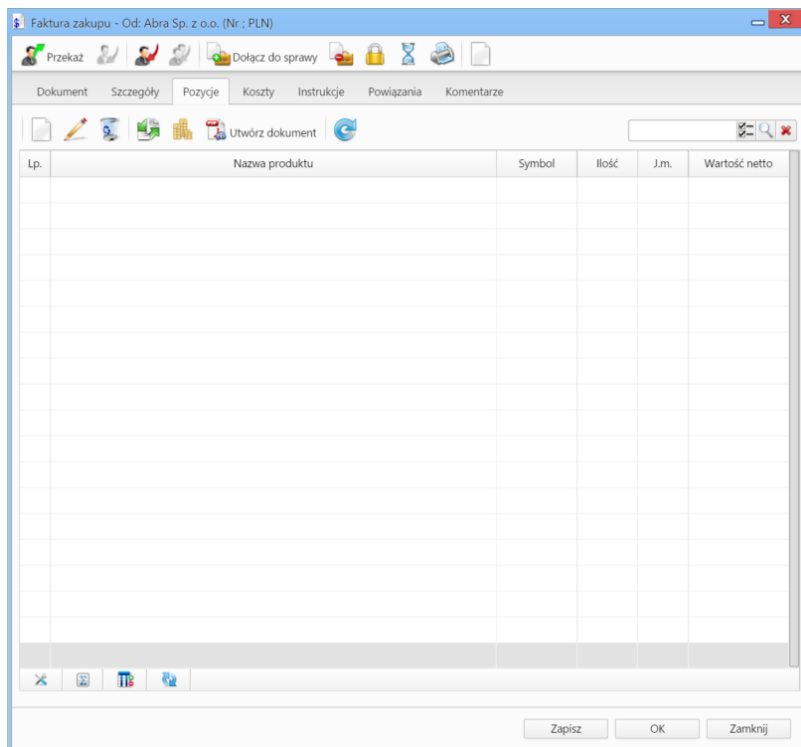 Faktura zakupu - Od: Abra Sp. z o.o. (Nr ; PLN)
Przekaż Dołącz do sprawy
Dokument Szczegóły Pozycje Koszty Instrukcje Powiązania Komentarze
Utwórz dokument
Lp. Nazwa produktu Symbol Ilość J.m. Wartość netto
Zapisz OK Zamknij